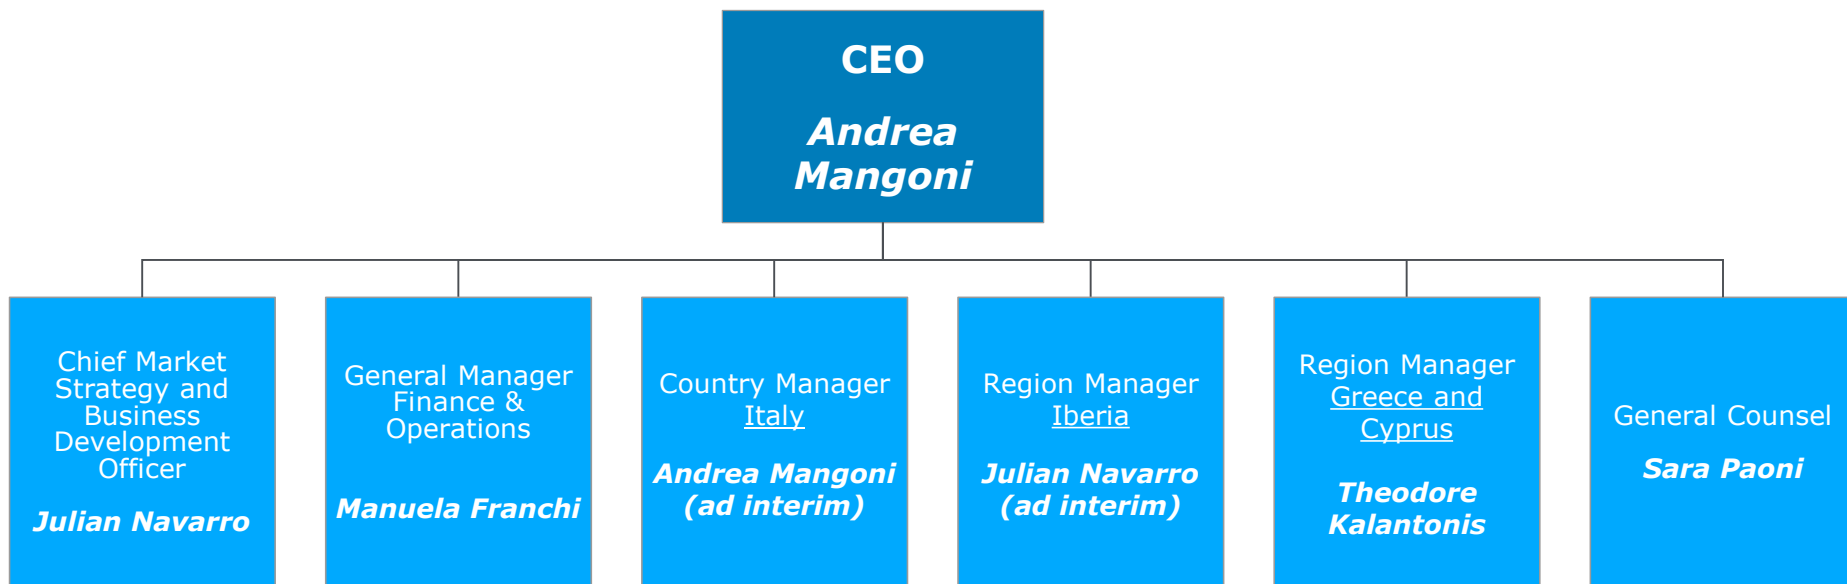 CEO
Andrea
Mangoni
Chief Market
Strategy and
Business
Development
Officer
Julian Navarro
General Manager
Finance &
Operations
Manuela Franchi
Country Manager
Italy
Andrea Mangoni
(ad interim)
Region Manager
Iberia
Julian Navarro
(ad interim)
Region Manager
Greece and
Cyprus
Theodore
Kalantonis
General Counsel
Sara Paoni